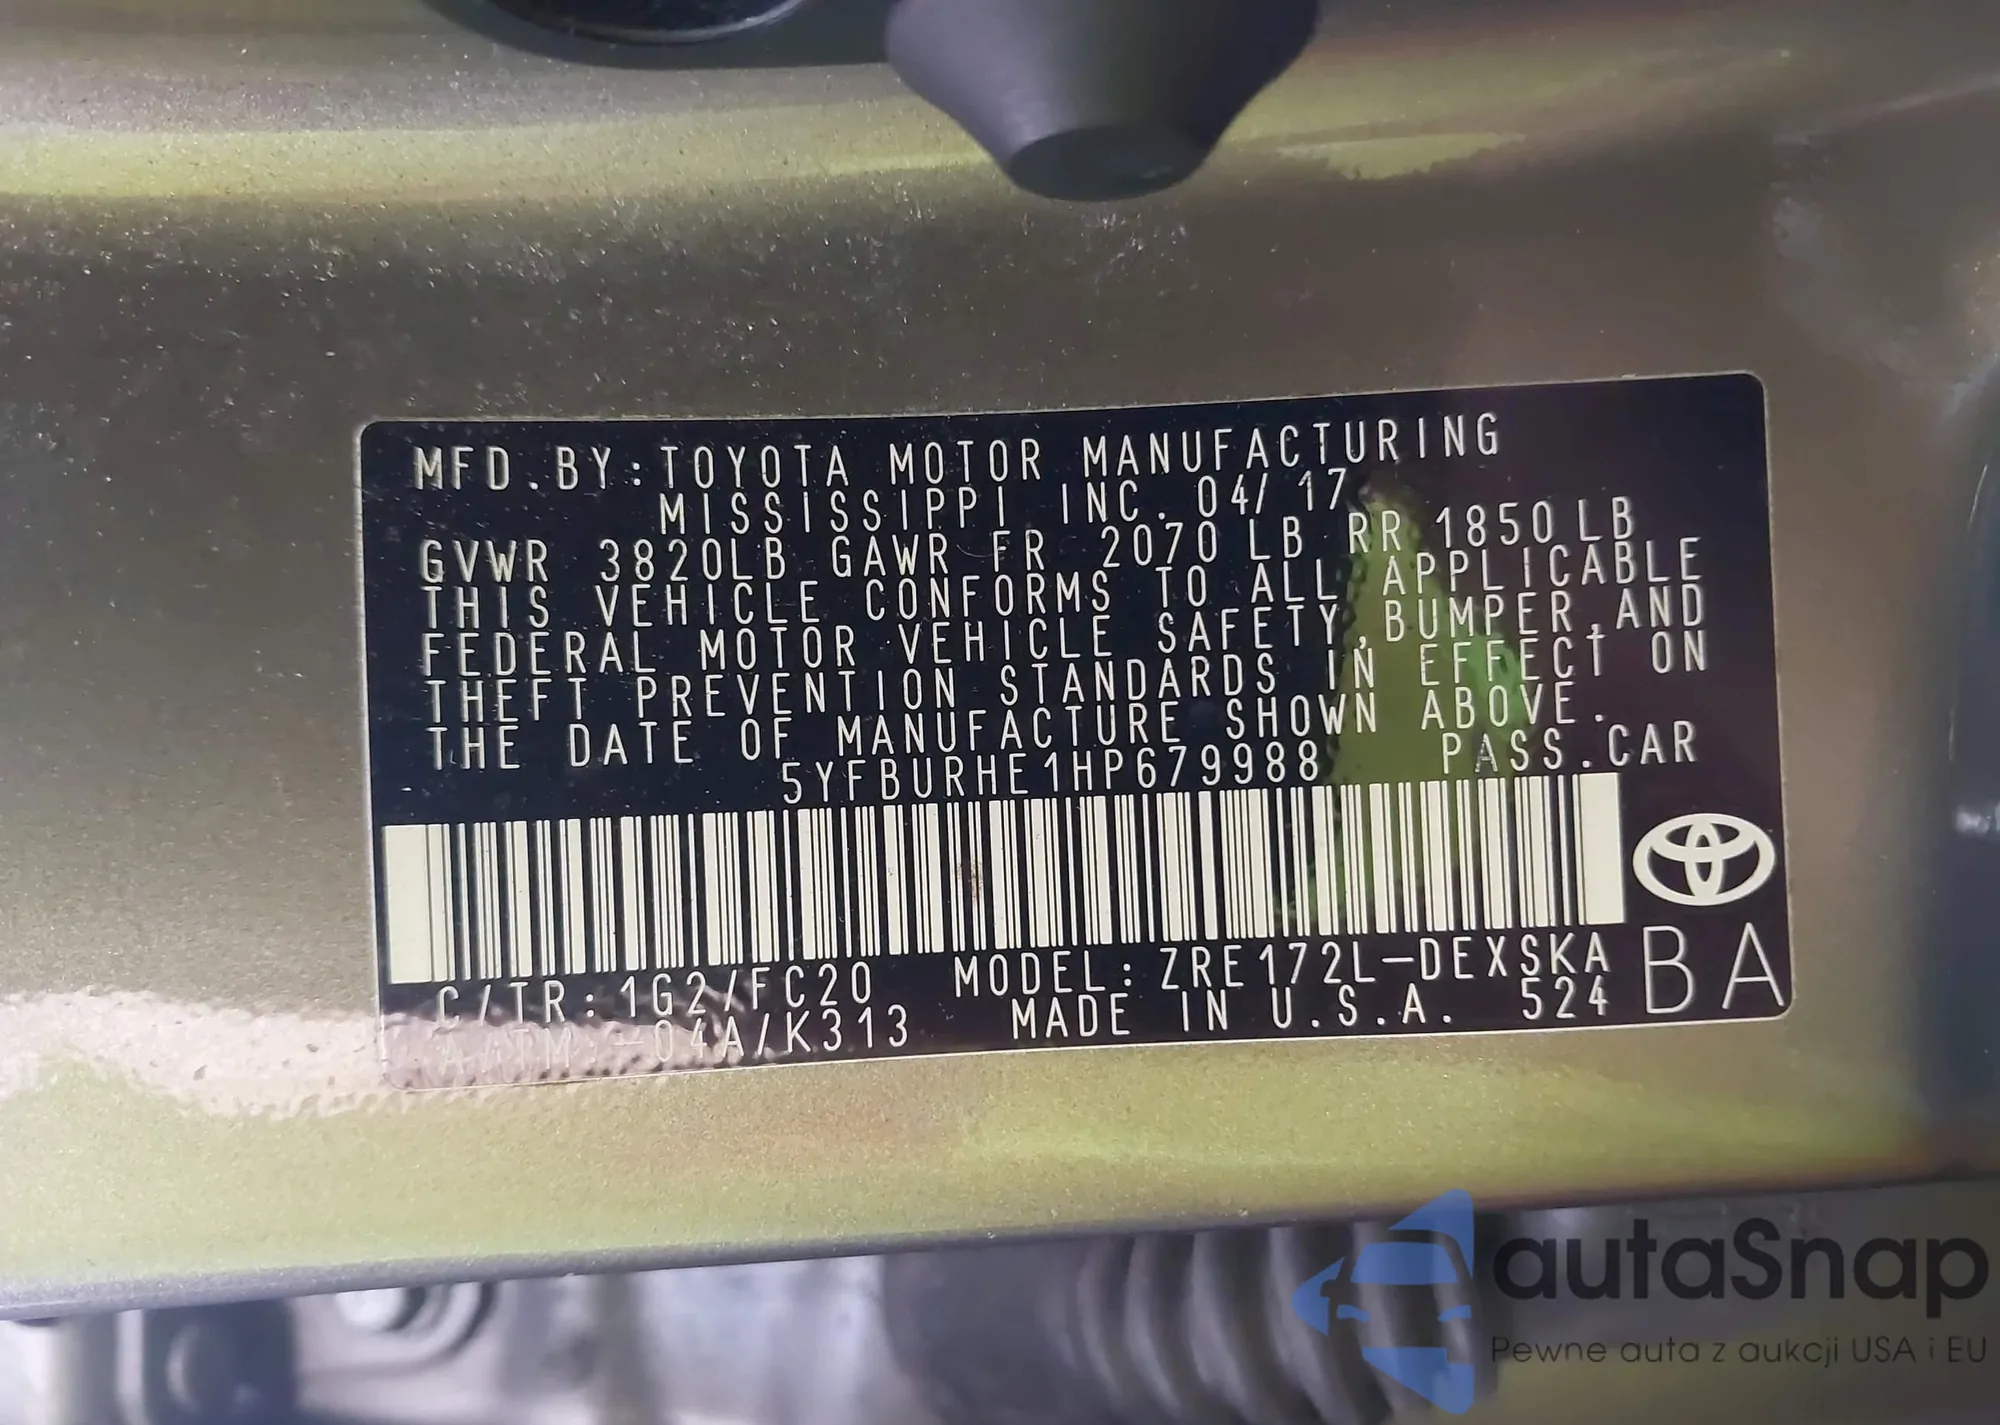 MFD.BY:TOYOTA MOTOR MANUFACTURING
MISSISSIPPI INC. 04/17
GVWR 3820LB GAWR FR 2070 LB RR 1850 LB
THIS VEHICLE CONFORMS TO ALL APPLICABLE
FEDERAL MOTOR VEHICLE SAFETY,BUMPER,AND
THEFT PREVENTION STANDARDS IN EFFECT ON
THE DATE OF MANUFACTURE SHOWN ABOVE.
5YFBURHE1HP679988 PASS.CAR
C/TR:1G2/FC20 MODEL:ZRE172L-DEXSKA
A/TM:-04A/K313 MADE IN U.S.A. 524
BA
autaSnap
Pewne auta z aukcji USA i EU